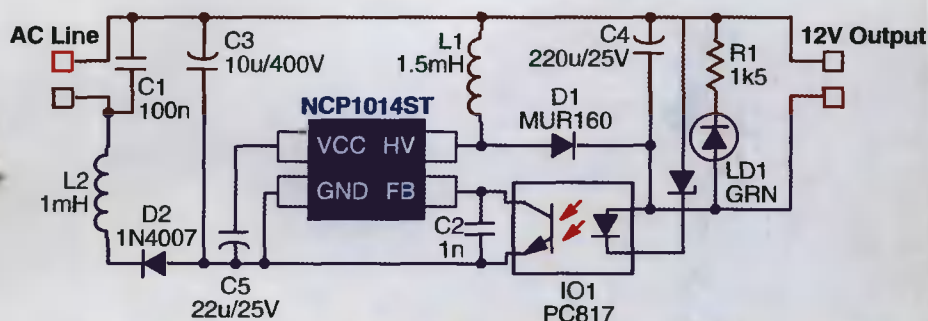 AC Line
C1
100n
C3
10u/400V
L1
1.5mH
C4
220u/25V
R1
1k5
12V Output
NCP1014ST
VCC HV
GND FB
D1
MUR160
LD1
GRN
L2
1mH
D2
1N4007
C2
1n
C5
22u/25V
IO1
PC817